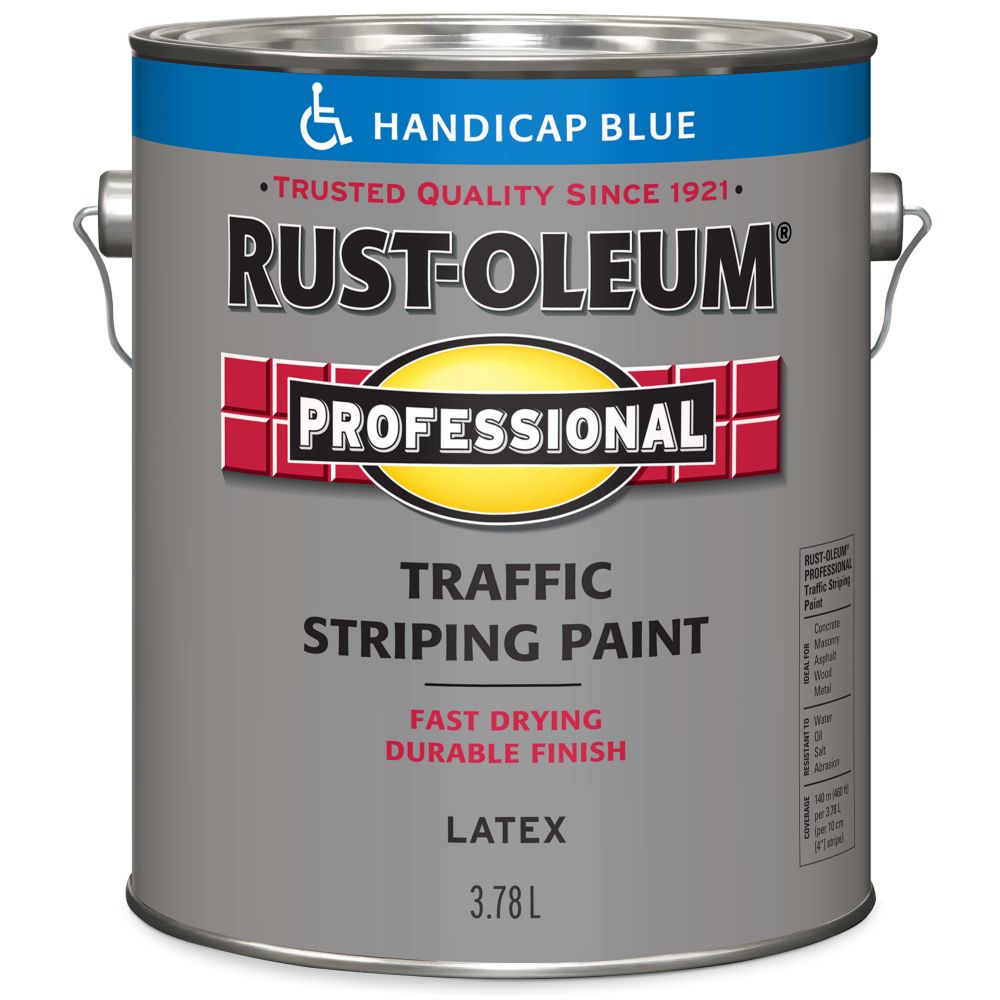 HANDICAP BLUE
• TRUSTED QUALITY SINCE 1921 •
RUST-OLEUM®
PROFESSIONAL
TRAFFIC
STRIPING PAINT
FAST DRYING
DURABLE FINISH
LATEX
3.78 L
RUST-OLEUM®
PROFESSIONAL
Traffic Striping
Paint
IDEAL FOR
Concrete
Masonry
Asphalt
Wood
Metal
RESISTANT TO
Water
Oil
Salt
Abrasion
COVERAGE
140 m (460 ft)
per 3.78 L
(per 10 cm
[4"] stripe)